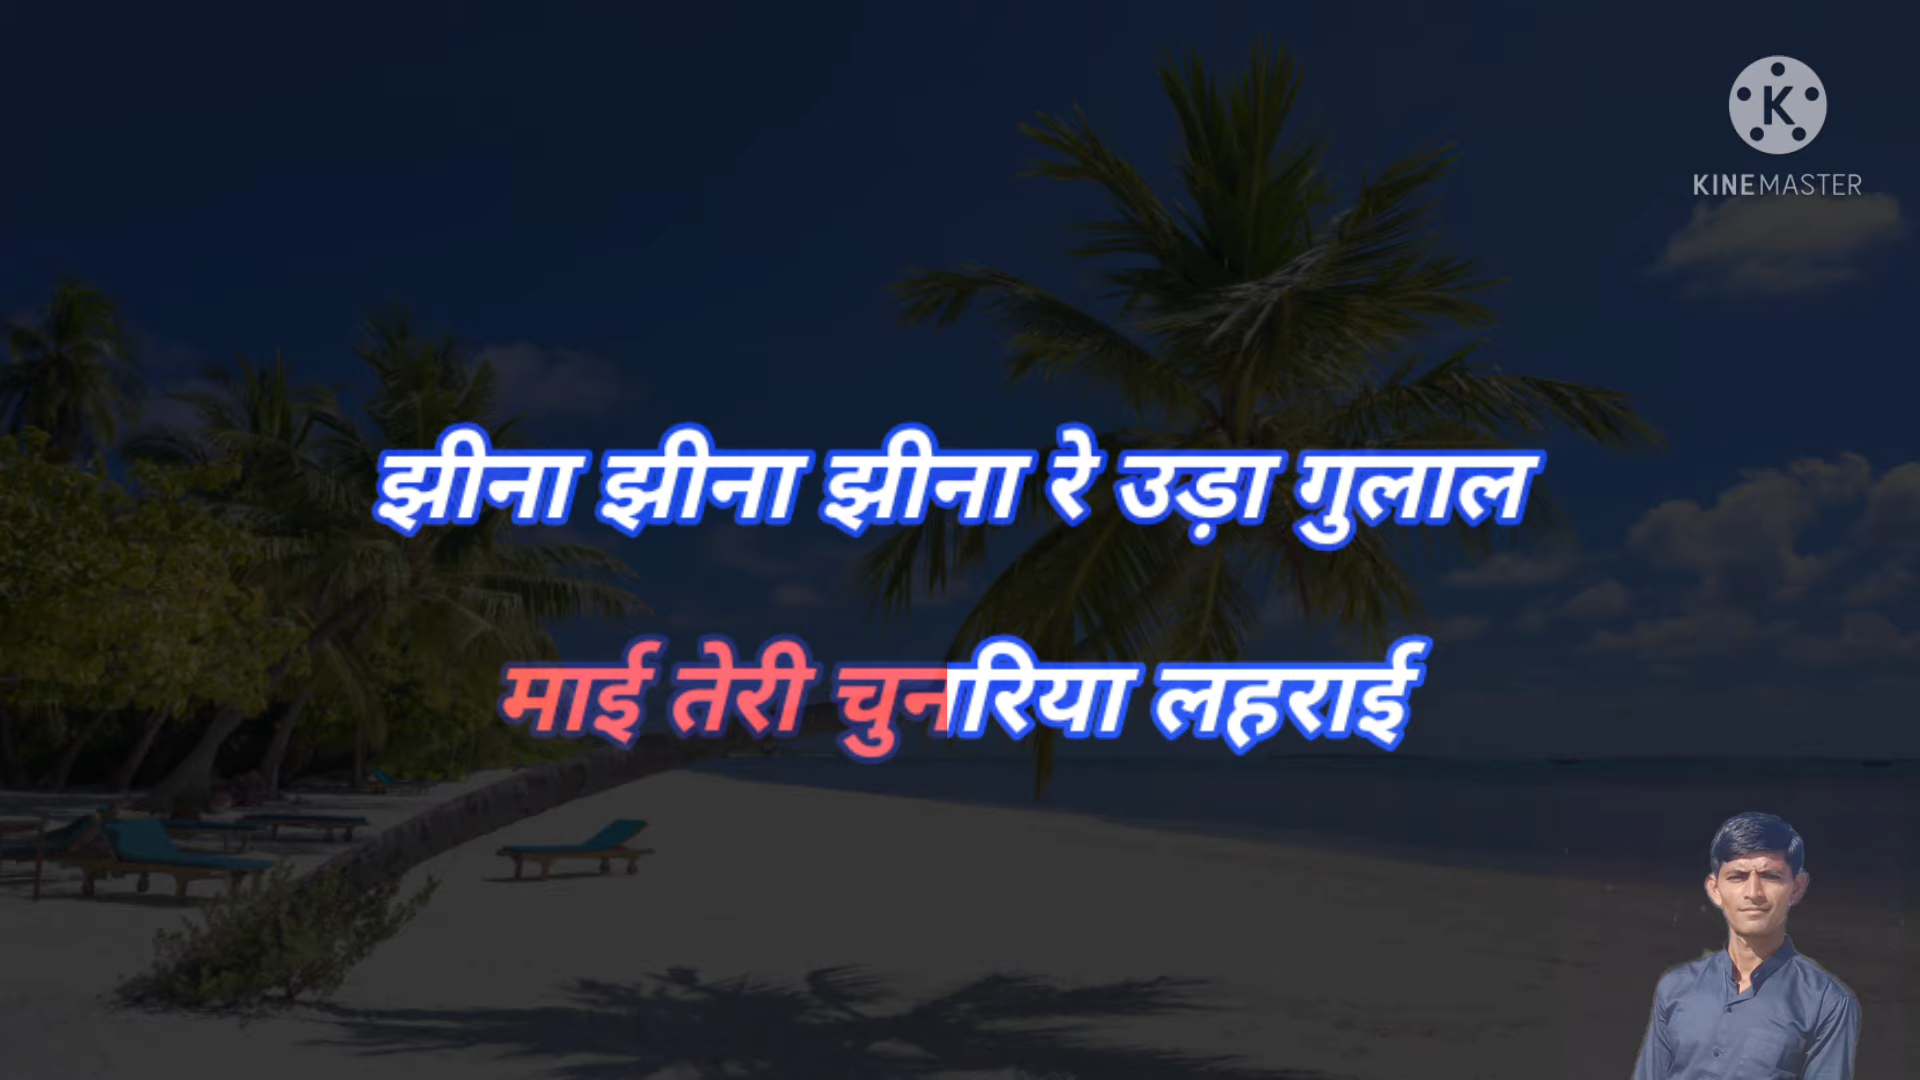 KINEMASTER
झीना झीना झीना रे उड़ा गुलाल
माई तेरी चुनरिया लहराई